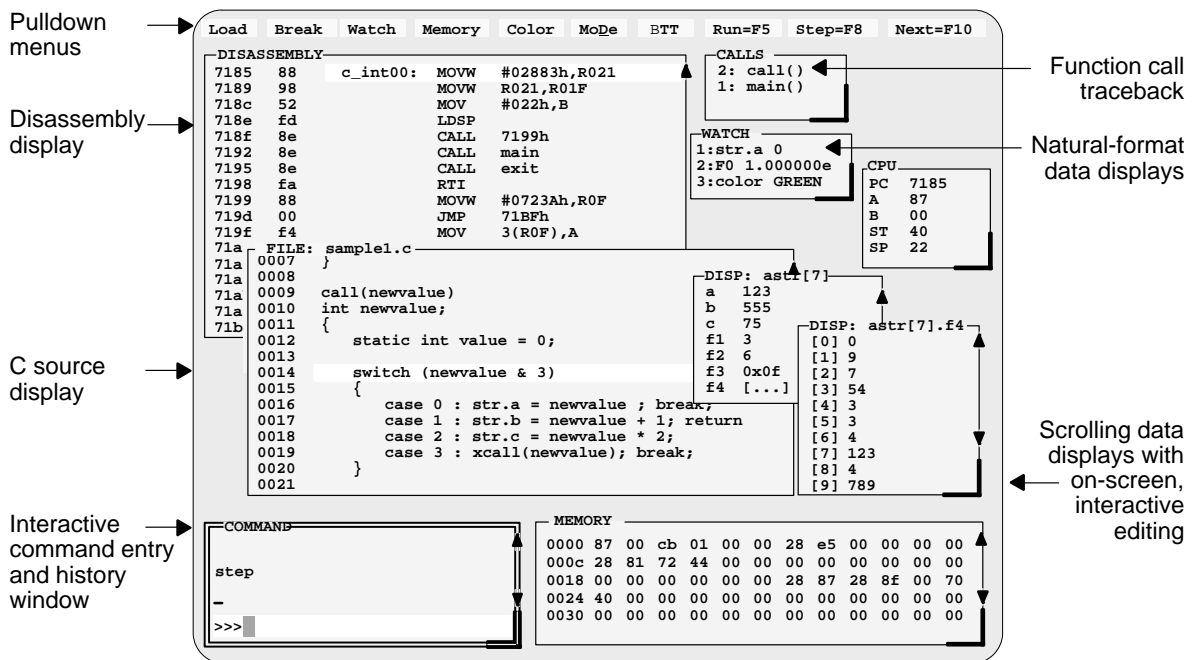 Pulldown
menus
Load Break Watch Memory Color MoDe BTT Run=F5 Step=F8 Next=F10
Disassembly
display
DISASSEMBLY
7185 88 c_int00: MOVW #02883h,R021
7189 98 MOVW R021,R01F
718c 52 MOV #022h,B
718e fd LDSP
718f 8e CALL 7199h
7192 8e CALL main
7195 8e CALL exit
7198 fa RTI
7199 88 MOVW #0723Ah,R0F
719d 00 JMP 71BFh
719f f4 MOV 3(R0F),A
71a
71a
71a
71a
71a
71b
CALLS
2: call()
1: main()
Function call
traceback
WATCH
1:str.a 0
2:F0 1.000000e
3:color GREEN
Natural-format
data displays
CPU
PC 7185
A 87
B 00
ST 40
SP 22
C source
display
FILE: sample1.c
0007 }
0008
0009 call(newvalue)
0010 int newvalue;
0011 {
0012 static int value = 0;
0013
0014 switch (newvalue & 3)
0015 {
0016 case 0 : str.a = newvalue ; break;
0017 case 1 : str.b = newvalue + 1; return
0018 case 2 : str.c = newvalue * 2;
0019 case 3 : xcall(newvalue); break;
0020 }
0021
DISP: astr[7]
a 123
b 555
c 75
f1 3
f2 6
f3 0x0f
f4 [...]
DISP: astr[7].f4
[0] 0
[1] 9
[2] 7
[3] 54
[4] 3
[5] 3
[6] 4
[7] 123
[8] 4
[9] 789
Scrolling data
displays with
on-screen,
interactive
editing
Interactive
command entry
and history
window
COMMAND
step
_
>>>
MEMORY
0000 87 00 cb 01 00 00 28 e5 00 00 00 00
000c 28 81 72 44 00 00 00 00 00 00 00 00
0018 00 00 00 00 00 00 28 87 28 8f 00 70
0024 40 00 00 00 00 00 00 00 00 00 00 00
0030 00 00 00 00 00 00 00 00 00 00 00 00